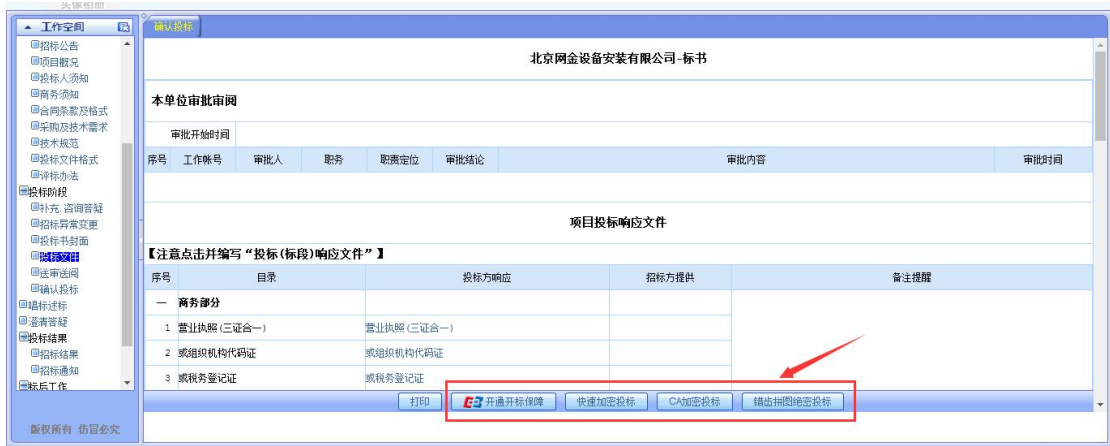 头像相册
工作空间
招标公告
项目概况
投标人须知
商务须知
合同条款及格式
采购及技术需求
技术规范
投标文件格式
评标办法
投标阶段
补充.咨询答疑
招标异常变更
投标书封面
投标文件
送审送阅
确认投标
唱标述标
澄清答疑
投标结果
招标结果
招标通知
标后工作
版权所有 仿冒必究
确认投标
北京网金设备安装有限公司-标书
本单位审批审阅
审批开始时间
序号 工作帐号 审批人 职务 职责定位 审批结论 审批内容 审批时间
项目投标响应文件
【注意点击并编写“投标(标段)响应文件”】
序号 目录 投标方响应 招标方提供 备注提醒
一 商务部分
1 营业执照(三证合一) 营业执照(三证合一)
2 或组织机构代码证 或组织机构代码证
3 或税务登记证 或税务登记证
打印 开通开标保障 快速加密投标 CA加密投标 错齿拼图绝密投标